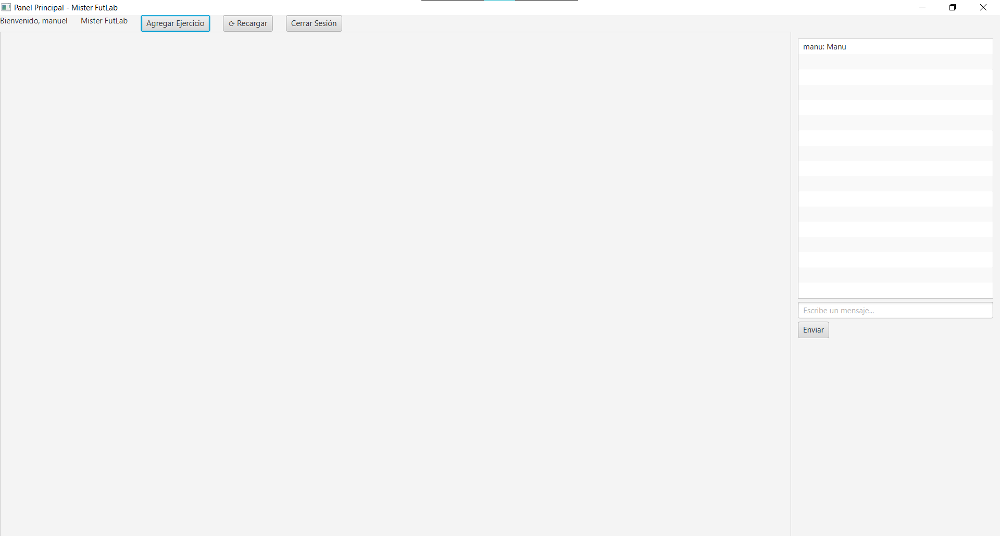 Panel Principal - Mister FutLab
Bienvenido, manuel Mister FutLab Agregar Ejercicio ⟳ Recargar Cerrar Sesión
manu: Manu
Escribe un mensaje...
Enviar